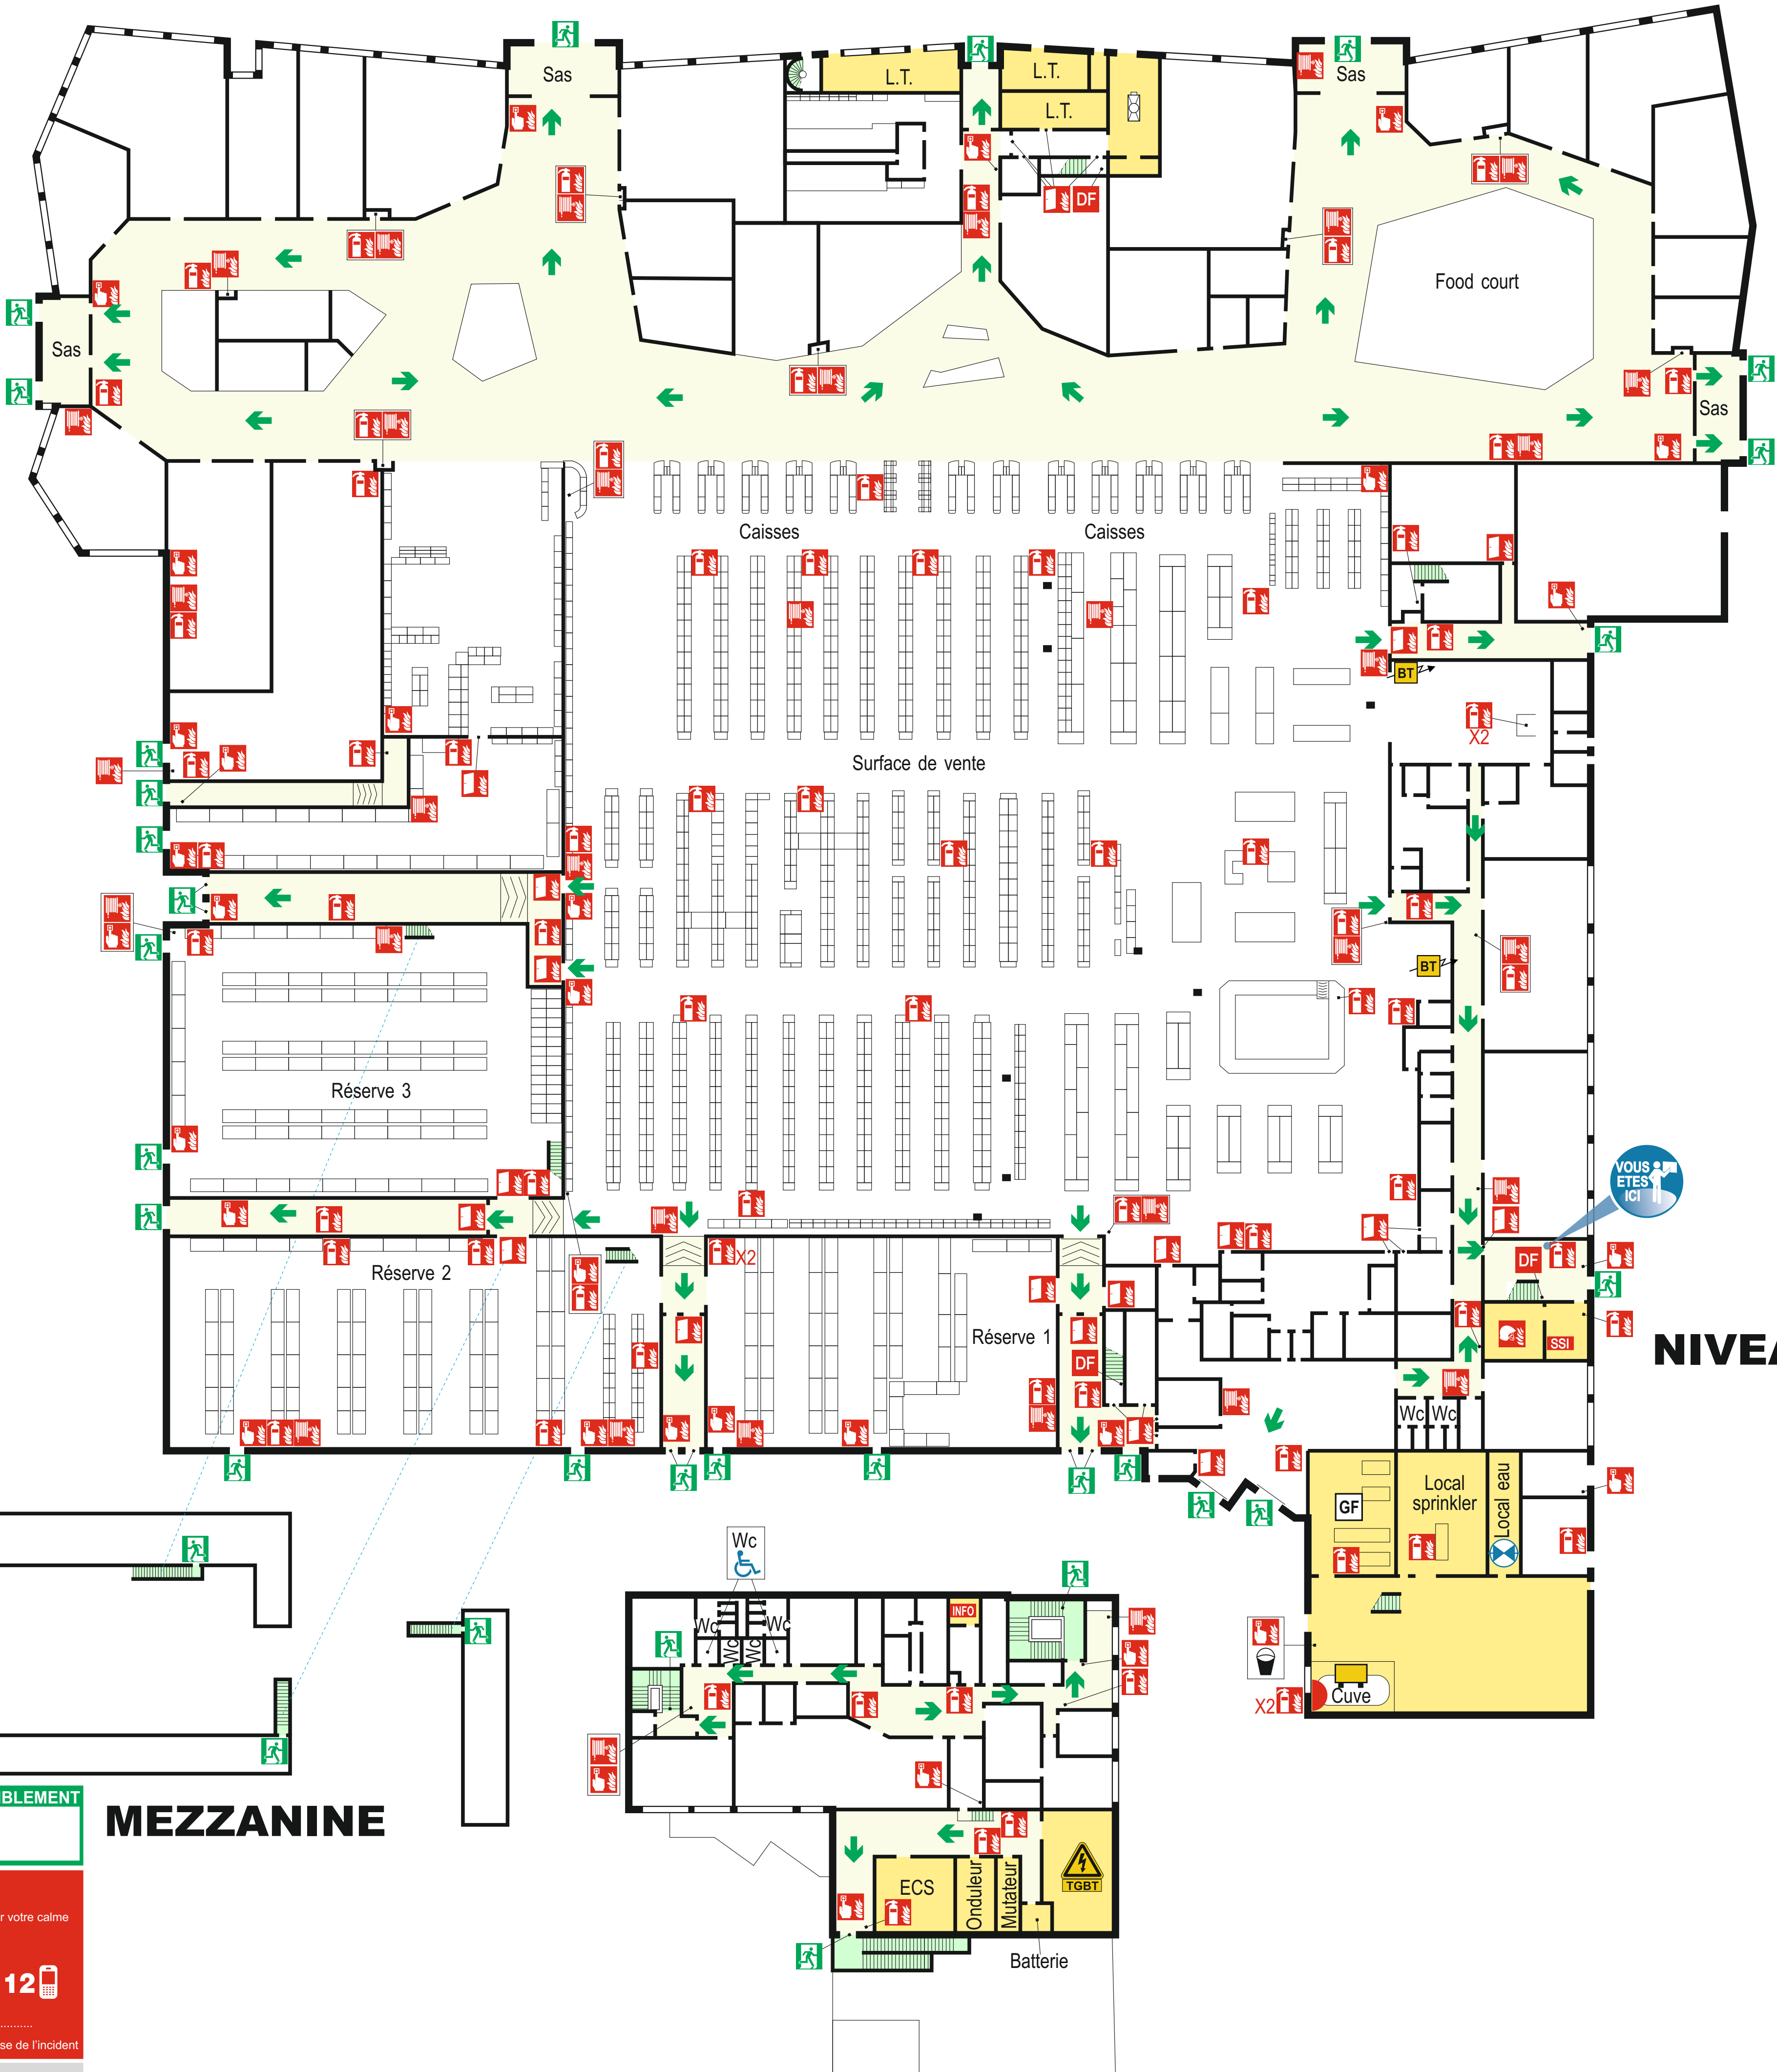 Sas
L.T.
L.T.
Sas
L.T.
DF
Food court
Sas
Sas
Caisses
Caisses
BT
X2
Surface de vente
BT
Réserve 3
VOUS
ETES
ICI
X2
DF
Réserve 2
Réserve 1
SSI
NIVEA
DF
Wc
Wc
GF
Local
sprinkler
Local eau
Wc
INFO
Wc
Wc
Wc
Wc
X2
Cuve
BLEMENT
MEZZANINE
ECS
Onduleur
Mutateur
TGBT
r votre calme
Batterie
12
...........
se de l'incident